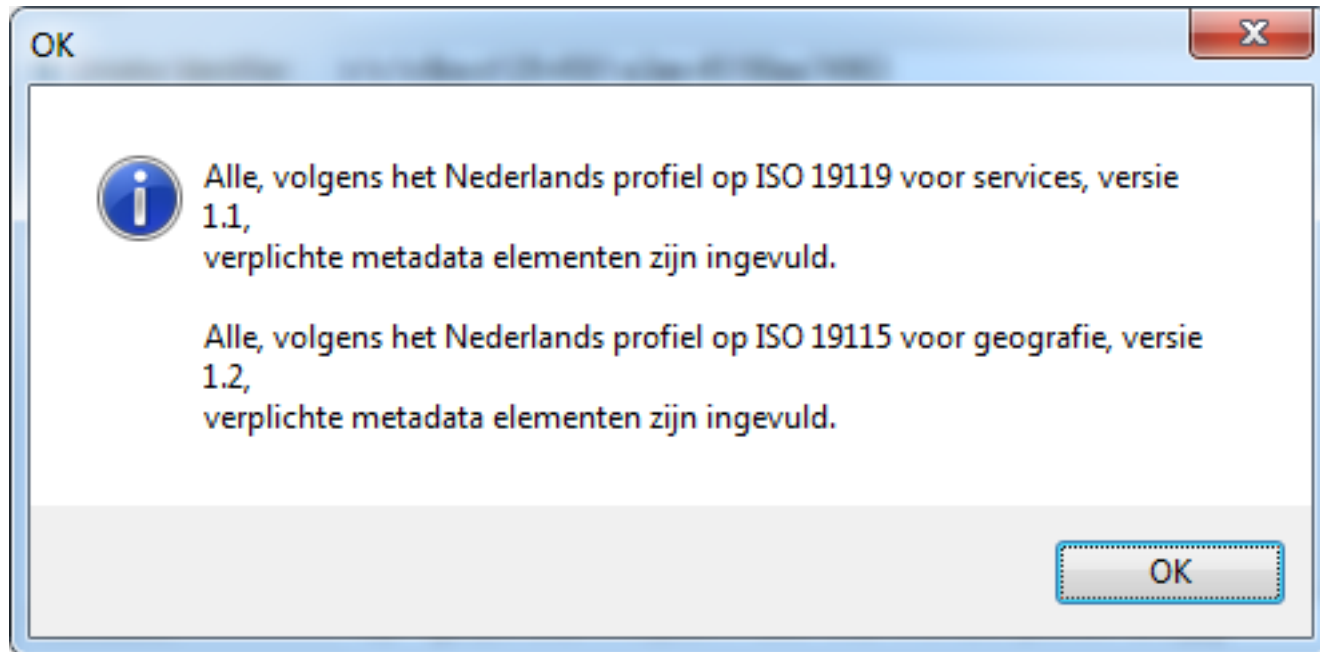 OK
Alle, volgens het Nederlands profiel op ISO 19119 voor services, versie
1.1,
verplichte metadata elementen zijn ingevuld.
Alle, volgens het Nederlands profiel op ISO 19115 voor geografie, versie
1.2,
verplichte metadata elementen zijn ingevuld.
OK